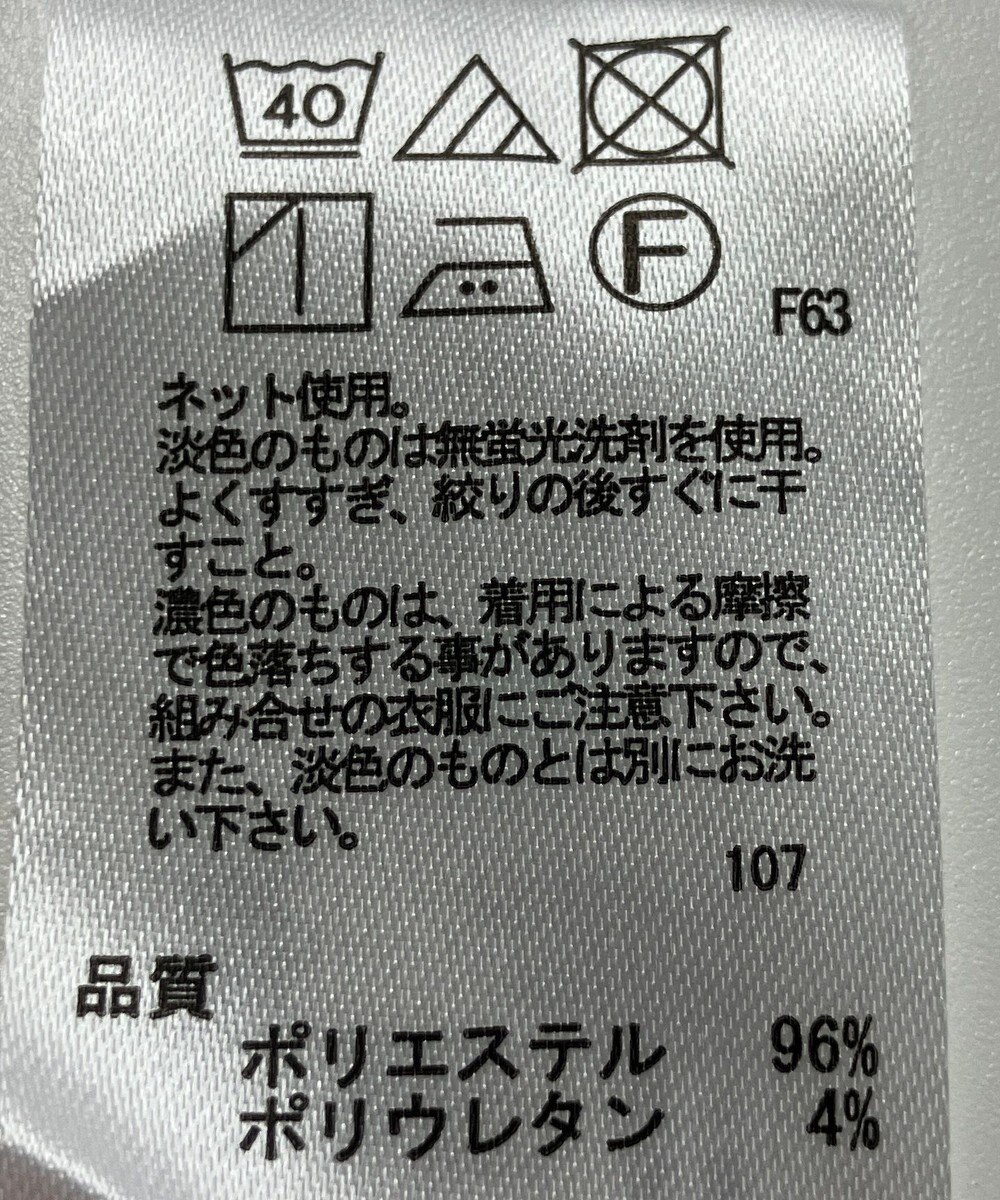 40
F
F63
ネット使用。
淡色のものは無蛍光洗剤を使用。
よくすすぎ、絞りの後すぐに干
すこと。
濃色のものは、着用による摩擦
で色落ちする事がありますので、
組み合せの衣服にご注意下さい。
また、淡色のものとは別にお洗
い下さい。
107
品質
ポリエステル 96%
ポリウレタン 4%